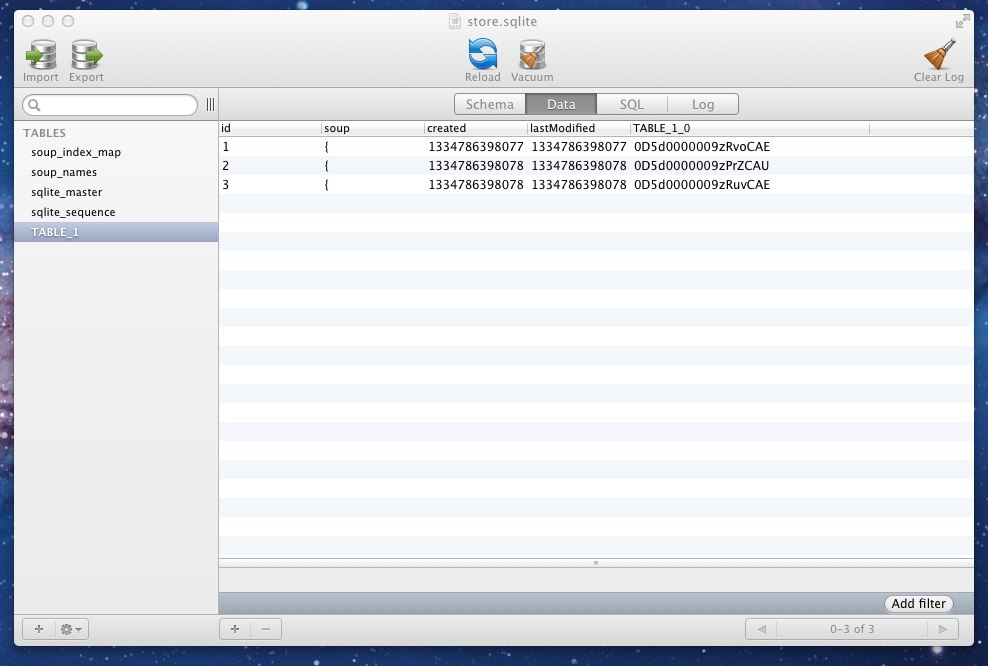 store.sqlite
Import Export Reload Vacuum Clear Log
Schema Data SQL Log
TABLES
soup_index_map
soup_names
sqlite_master
sqlite_sequence
TABLE_1
id soup created lastModified TABLE_1_0
1 { 1334786398077 1334786398077 0D5d0000009zRvoCAE
2 { 1334786398078 1334786398078 0D5d0000009zPrZCAU
3 { 1334786398078 1334786398078 0D5d0000009zRuvCAE
Add filter
0-3 of 3